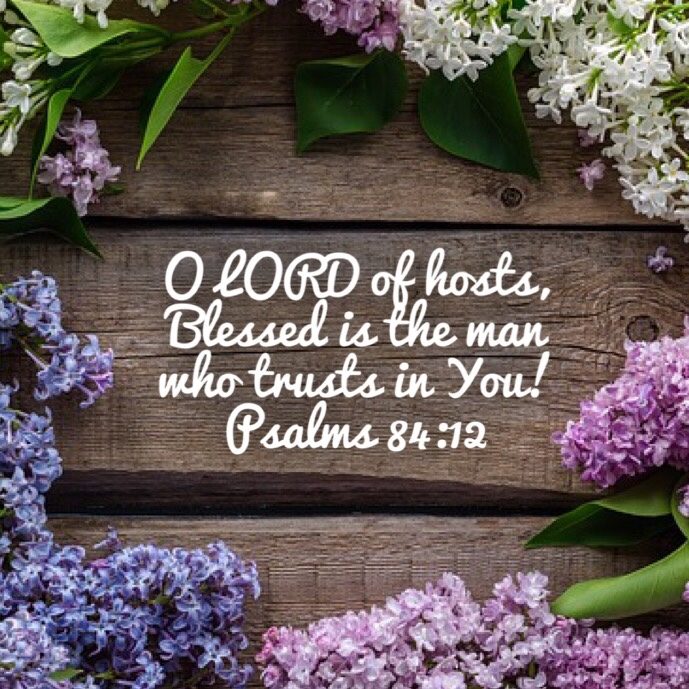 O LORD of hosts,
Blessed is the man
who trusts in You!
Psalms 84:12